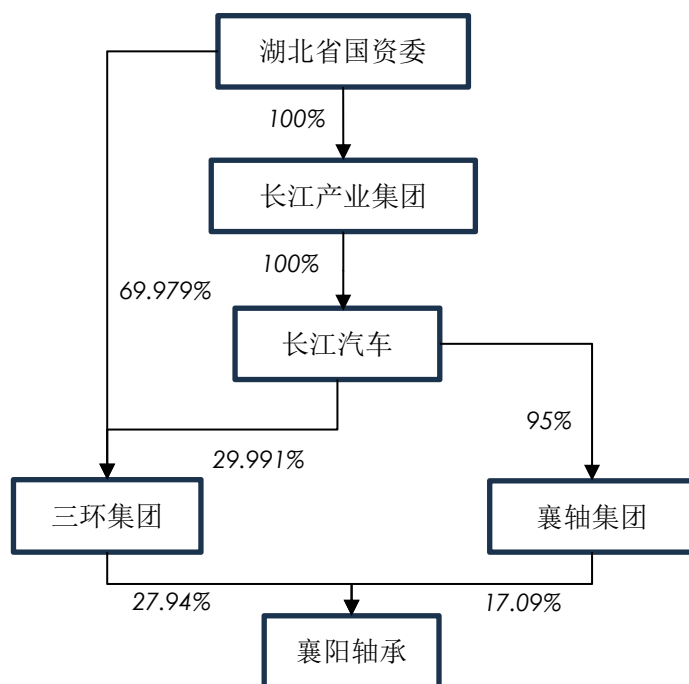 湖北省国资委
100%
长江产业集团
100%
69.979%
长江汽车
95%
29.991%
三环集团
襄轴集团
27.94%
17.09%
襄阳轴承